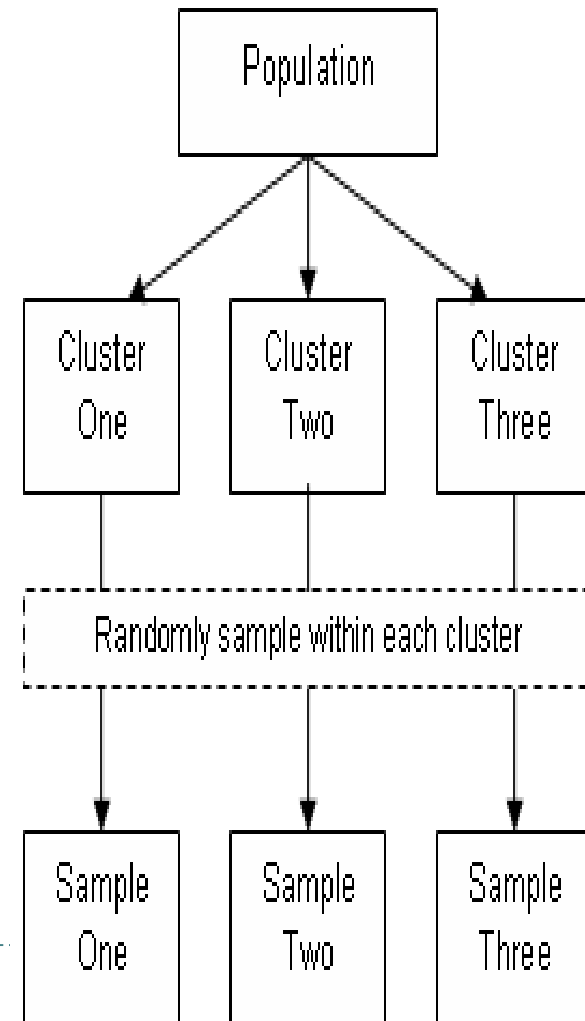 Population
Cluster
One
Cluster
Two
Cluster
Three
Randomly sample within each cluster
Sample
One
Sample
Two
Sample
Three